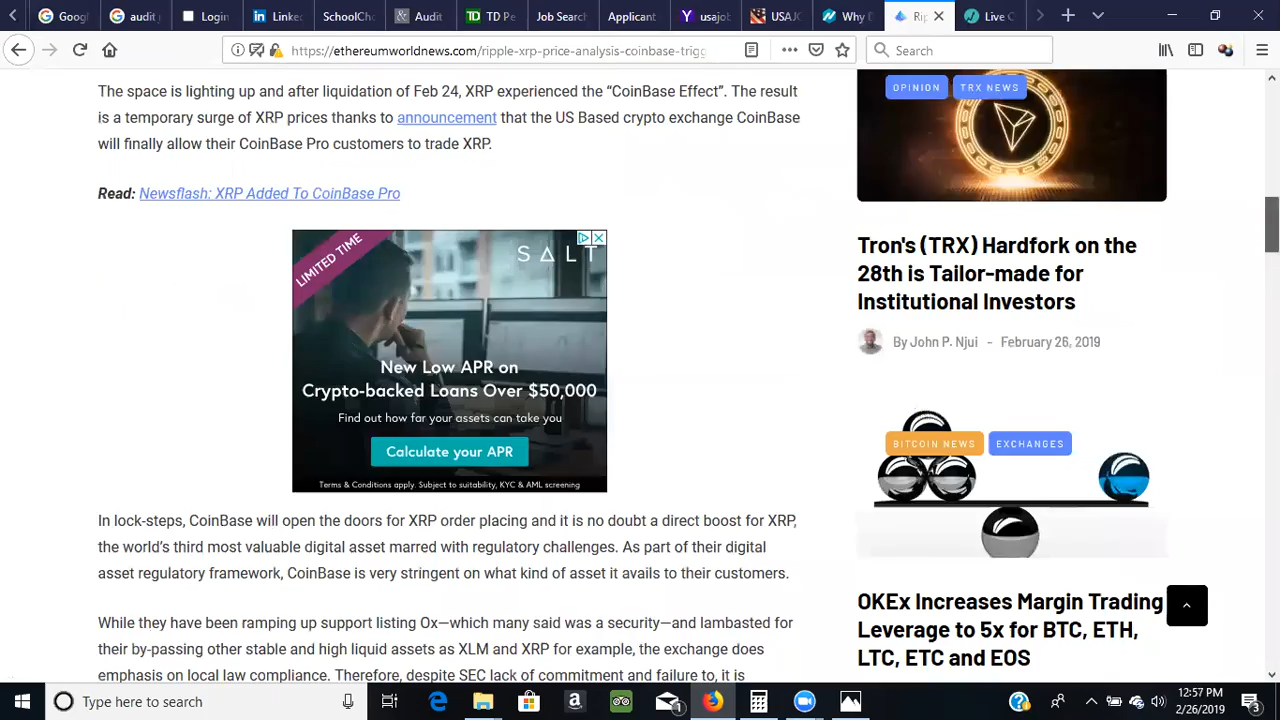 Googl
audit j
Login
Linked
SchoolCh
Audit
TD Pe
Job Searc
Applicant
usajob
USAJO
Why D
Rip
Live C
https://ethereumworldnews.com/ripple-xrp-price-analysis-coinbase-trigg
Search
The space is lighting up and after liquidation of Feb 24, XRP experienced the “CoinBase Effect”. The result
is a temporary surge of XRP prices thanks to announcement that the US Based crypto exchange CoinBase
will finally allow their CoinBase Pro customers to trade XRP.
Read: Newsflash: XRP Added To CoinBase Pro
LIMITED TIME
SALT
New Low APR on
Crypto-backed Loans Over $50,000
Find out how far your assets can take you
Calculate your APR
Terms & Conditions apply. Subject to suitability, KYC & AML screening
In lock-steps, CoinBase will open the doors for XRP order placing and it is no doubt a direct boost for XRP,
the world’s third most valuable digital asset marred with regulatory challenges. As part of their digital
asset regulatory framework, CoinBase is very stringent on what kind of asset it avails to their customers.
While they have been ramping up support listing Ox—which many said was a security—and lambasted for
their by-passing other stable and high liquid assets as XLM and XRP for example, the exchange does
emphasis on local law compliance. Therefore, despite SEC lack of commitment and failure to, it is
OPINION
TRX NEWS
Tron's (TRX) Hardfork on the
28th is Tailor-made for
Institutional Investors
By John P. Njui - February 26, 2019
BITCOIN NEWS
EXCHANGES
OKEx Increases Margin Trading
Leverage to 5x for BTC, ETH,
LTC, ETC and EOS
Type here to search
1
12:57 PM
2/26/2019
3